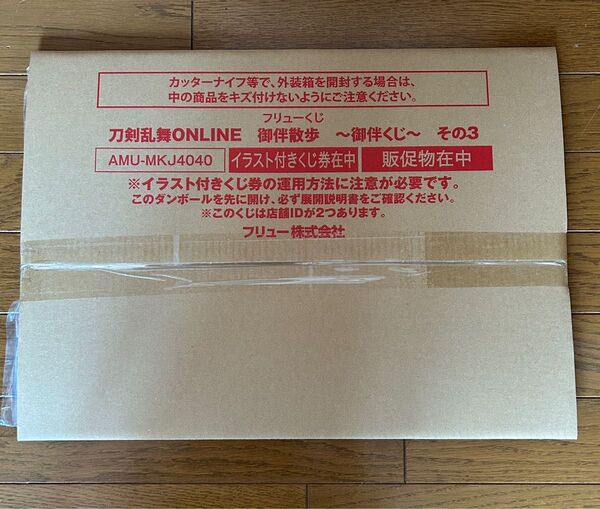 カッターナイフ等で、外装箱を開封する場合は、
中の商品をキズ付けないようにご注意ください。
フリューくじ
刀剣乱舞ONLINE 御伴散歩 ～御伴くじ～ その3
AMU-MKJ4040 イラスト付きくじ券在中 販促物在中
※イラスト付きくじ券の運用方法に注意が必要です。
このダンボールを先に開け、必ず展開説明書をご確認ください。
※このくじは店舗IDが2つあります。
フリュー株式会社